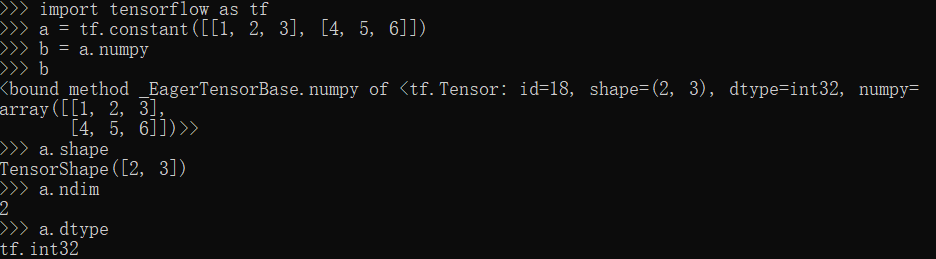 >>> import tensorflow as tf
>>> a = tf.constant([[1, 2, 3], [4, 5, 6]])
>>> b = a.numpy
>>> b
<bound method _EagerTensorBase.numpy of <tf.Tensor: id=18, shape=(2, 3), dtype=int32, numpy=
array([[1, 2, 3],
       [4, 5, 6]])>>
>>> a.shape
TensorShape([2, 3])
>>> a.ndim
2
>>> a.dtype
tf.int32